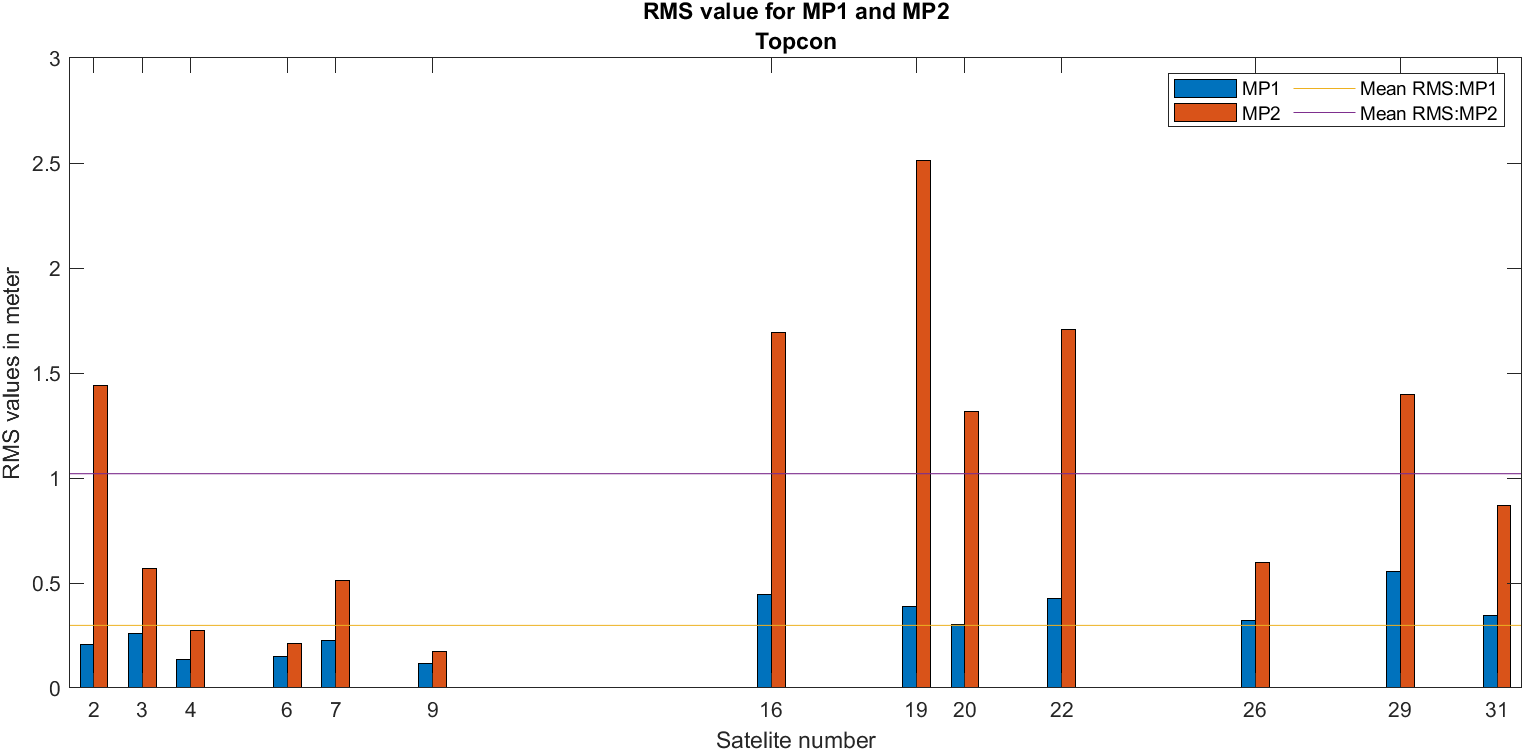 RMS value for MP1 and MP2
Topcon
MP1 Mean RMS:MP1
MP2 Mean RMS:MP2
RMS values in meter
3
2.5
2
1.5
1
0.5
0
2 3 4 6 7 9 16 19 20 22 26 29 31
Satelite number